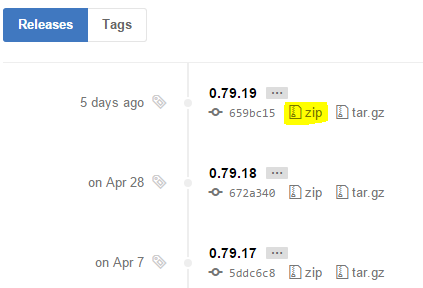 Releases Tags
0.79.19 ...
5 days ago
659bc15 zip tar.gz
0.79.18 ...
on Apr 28
672a340 zip tar.gz
0.79.17 ...
on Apr 7
5ddc6c8 zip tar.gz